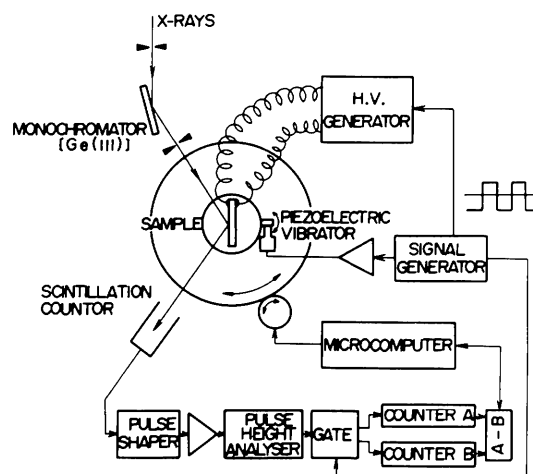 X-RAYS
MONOCHROMATOR
[Ge(III)]
H.V.
GENERATOR
SAMPLE
PIEZOELECTRIC
VIBRATOR
SIGNAL
GENERATOR
SCINTILLATION
COUNTOR
MICROCOMPUTER
PULSE
SHAPER
PULSE
HEIGHT
ANALYSER
GATE
COUNTER A
COUNTER B
A-B